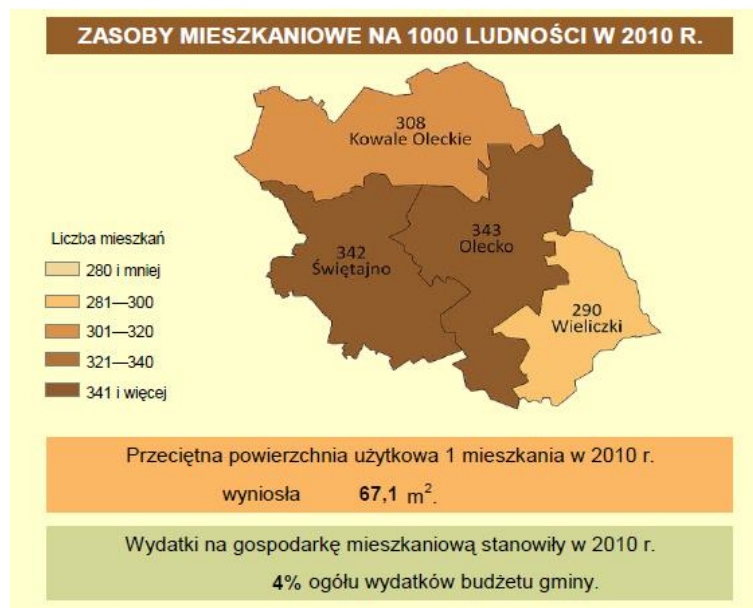 ZASOBY MIESZKANIOWE NA 1000 LUDNOŚCI W 2010 R.
308
Kowale Oleckie
343
Olecko
342
Świętajno
290
Wieliczki
Liczba mieszkań
280 i mniej
281—300
301—320
321—340
341 i więcej
Przeciętna powierzchnia użytkowa 1 mieszkania w 2010 r.
wyniosła 67,1 m².
Wydatki na gospodarkę mieszkaniową stanowiły w 2010 r.
4% ogółu wydatków budżetu gminy.